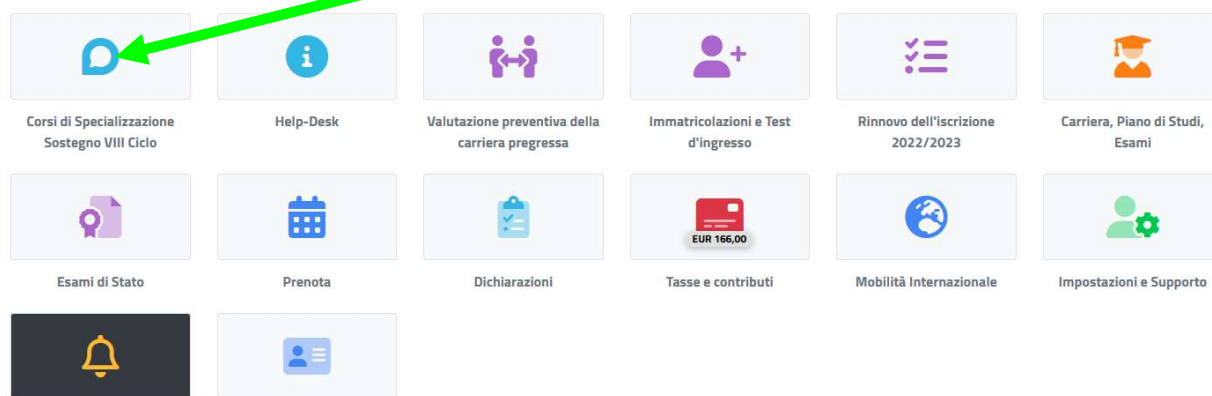 Corsi di Specializzazione
Sostegno VIII Ciclo
Help-Desk
Valutazione preventiva della
carriera pregressa
Immatricolazioni e Test
d'ingresso
Rinnovo dell'iscrizione
2022/2023
Carriera, Piano di Studi,
Esami
EUR 166,00
Esami di Stato
Prenota
Dichiarazioni
Tasse e contributi
Mobilità Internazionale
Impostazioni e Supporto